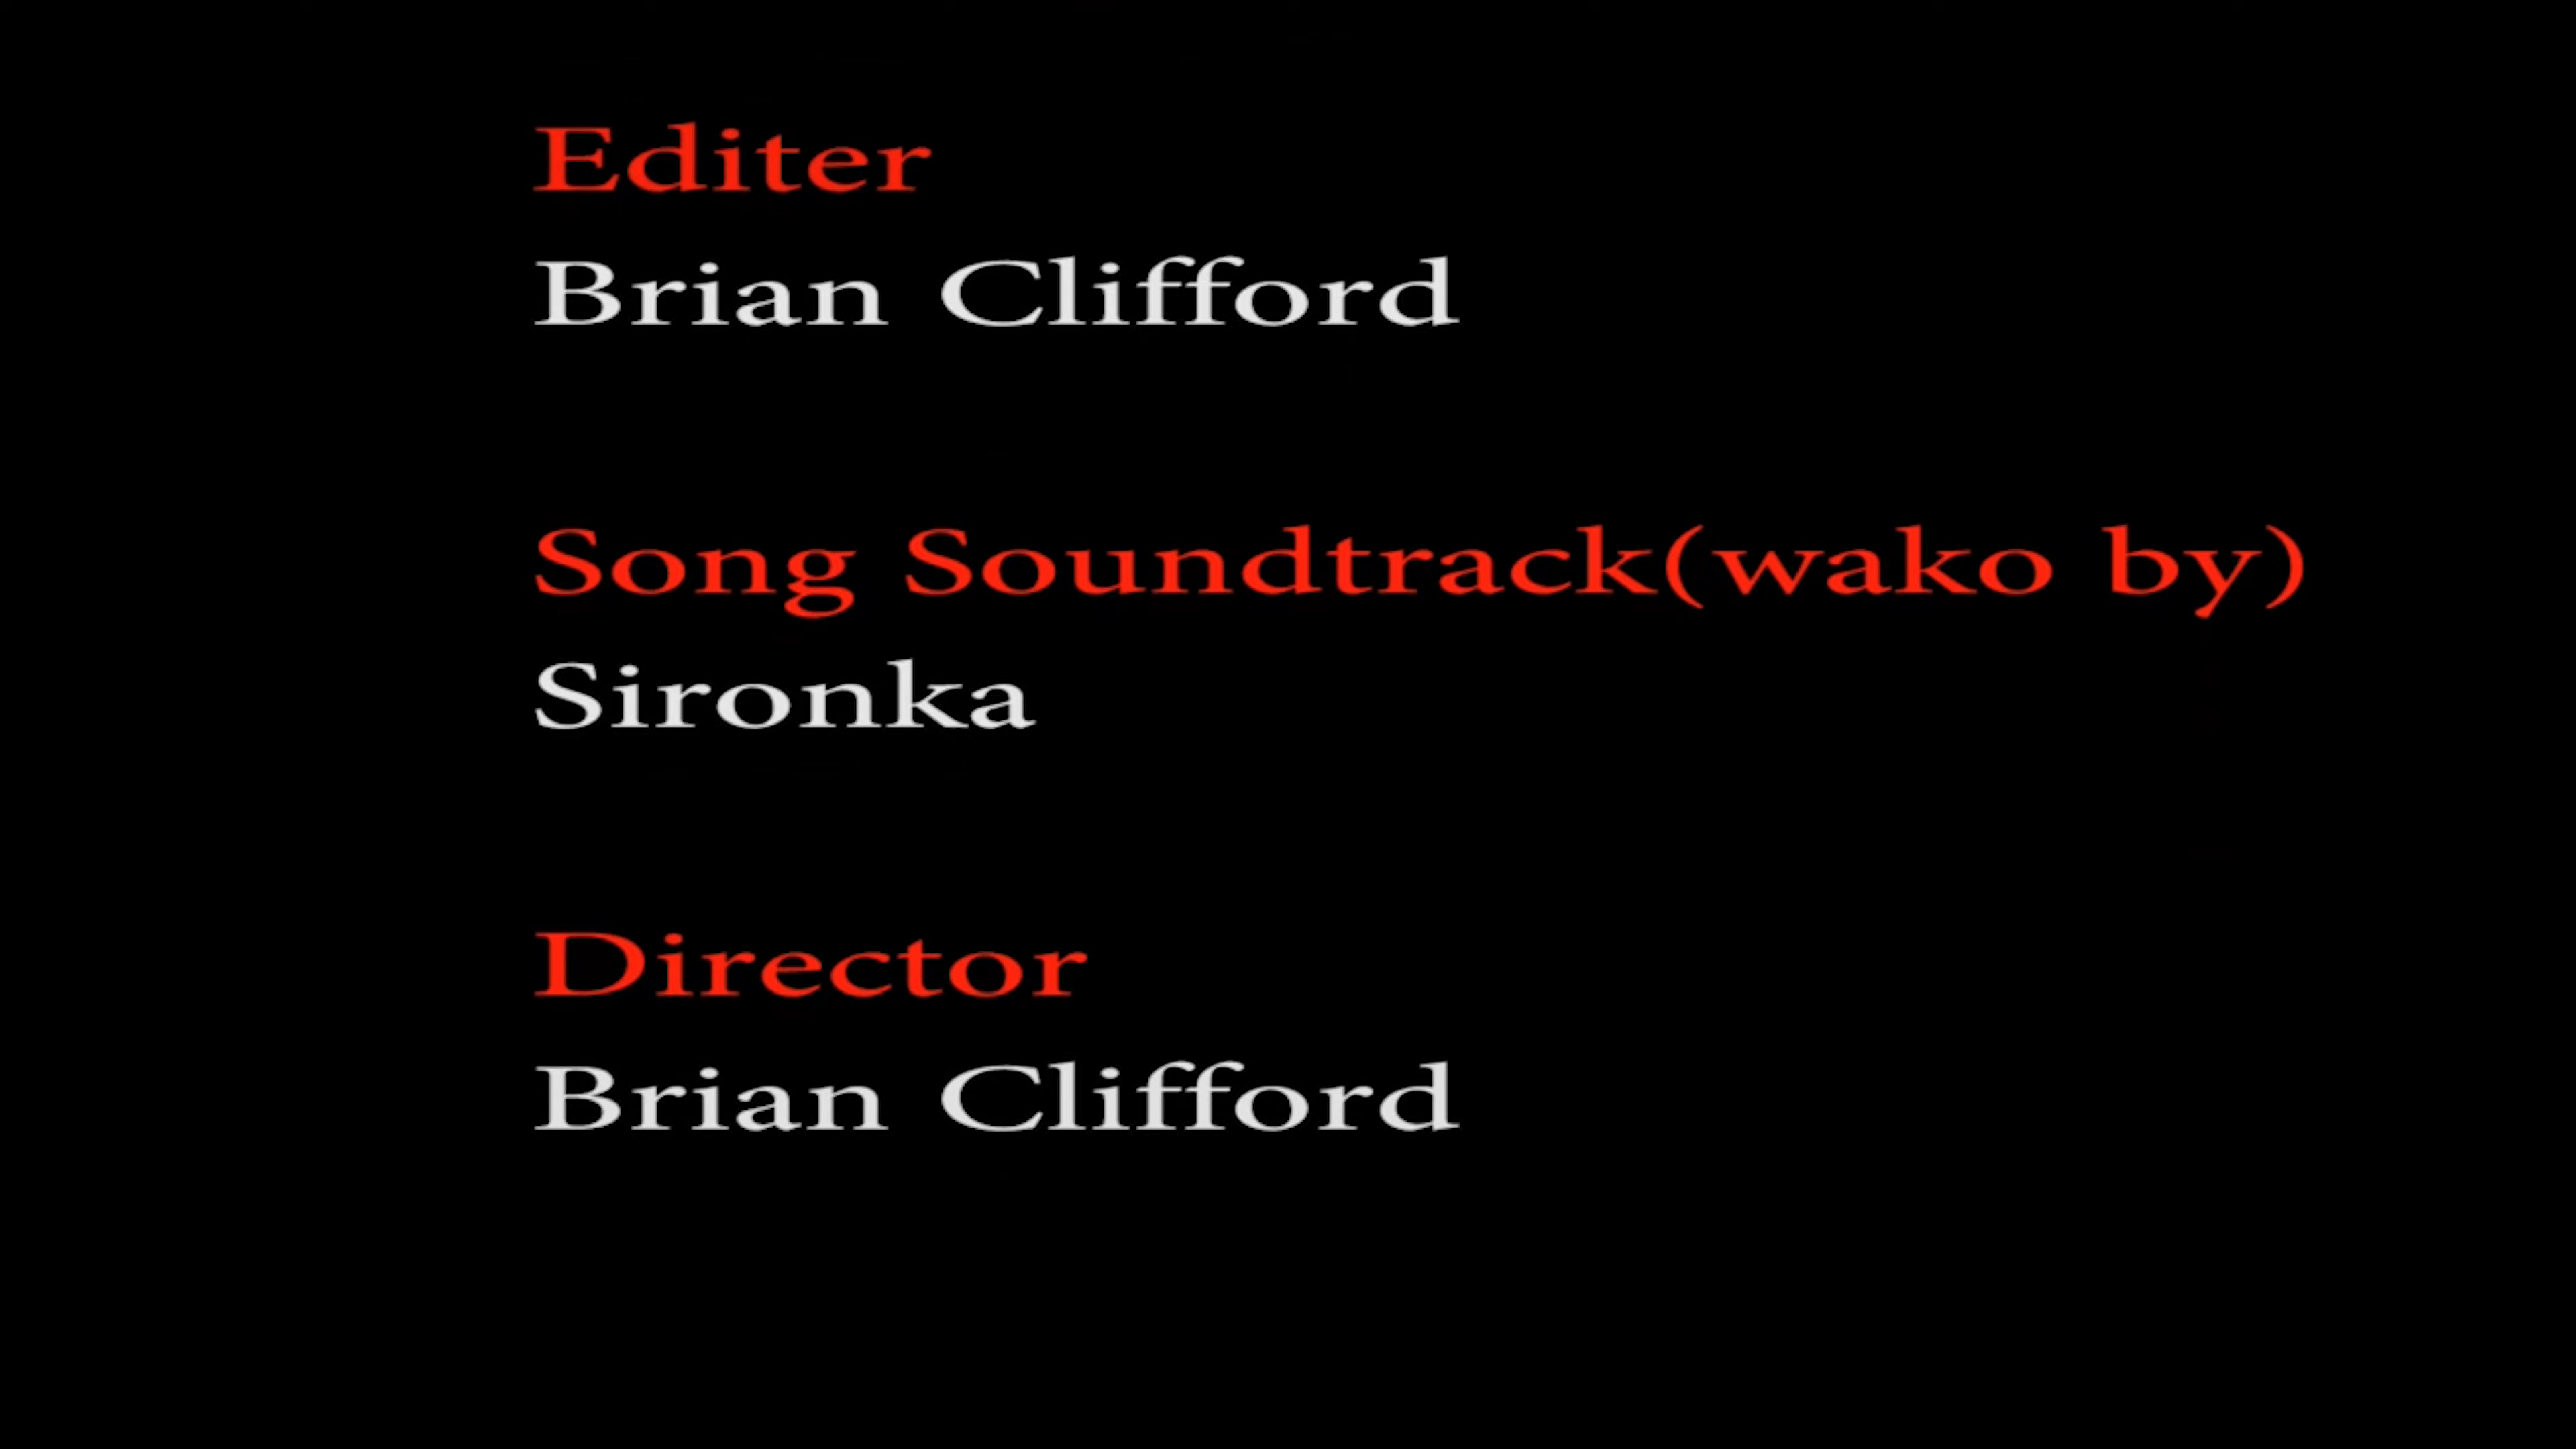 Editer
Brian Clifford
Song Soundtrack(wako by)
Sironka
Director
Brian Clifford